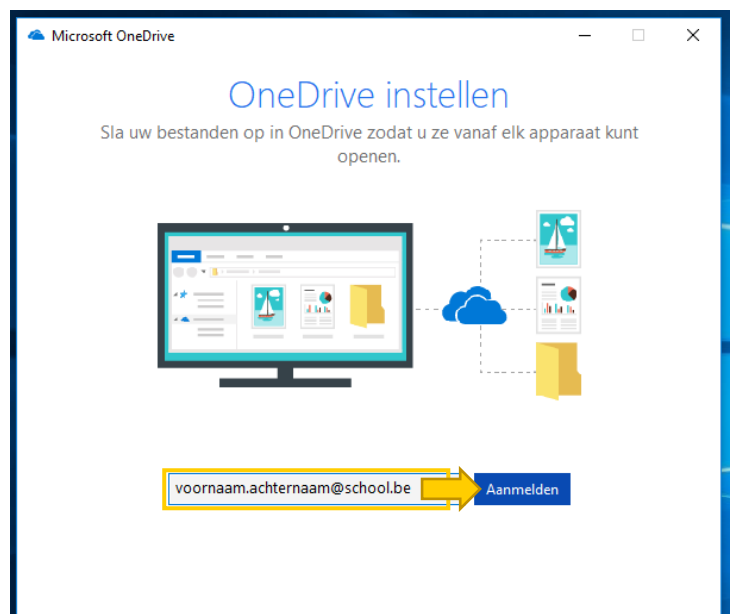 Microsoft OneDrive
OneDrive instellen
Sla uw bestanden op in OneDrive zodat u ze vanaf elk apparaat kunt
openen.
voornaam.achternaam@school.be
Aanmelden